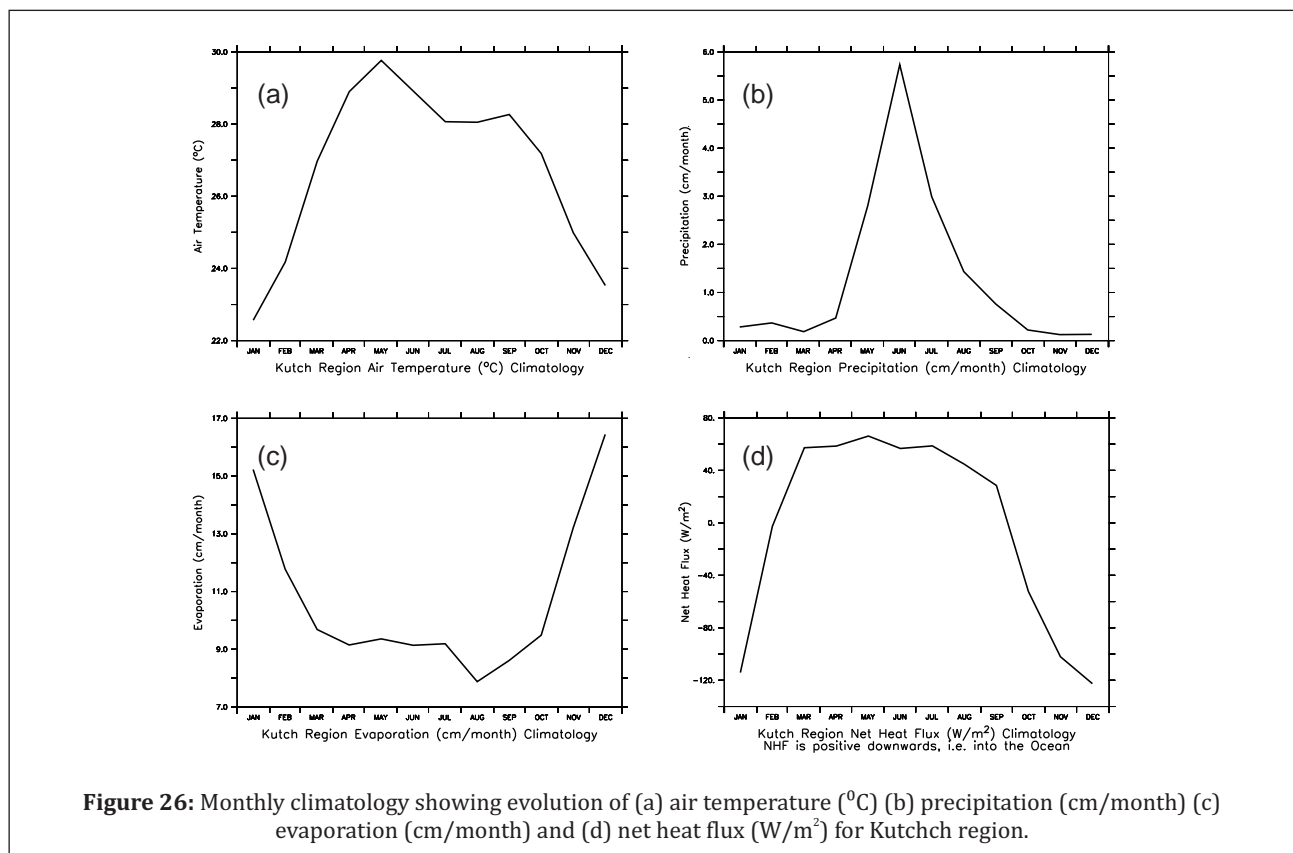 (a)
30.0
28.0
26.0
24.0
22.0
Air Temperature (⁰C)
JAN FEB MAR APR MAY JUN JUL AUG SEP OCT NOV DEC
Kutch Region Air Temperature (⁰C) Climatology
(b)
6.0
5.0
4.0
3.0
2.0
1.0
0.0
Precipitation (cm/month)
JAN FEB MAR APR MAY JUN JUL AUG SEP OCT NOV DEC
Kutch Region Precipitation (cm/month) Climatology
(c)
17.0
15.0
13.0
11.0
9.0
7.0
Evaporation (cm/month)
JAN FEB MAR APR MAY JUN JUL AUG SEP OCT NOV DEC
Kutch Region Evaporation (cm/month) Climatology
(d)
80.
40.
0.
-40.
-80.
-120.
Net Heat Flux (W/m²)
JAN FEB MAR APR MAY JUN JUL AUG SEP OCT NOV DEC
Kutch Region Net Heat Flux (W/m²) Climatology
NHF is positive downwards, i.e. into the Ocean
Figure 26: Monthly climatology showing evolution of (a) air temperature (⁰C) (b) precipitation (cm/month) (c)
evaporation (cm/month) and (d) net heat flux (W/m²) for Kutchch region.